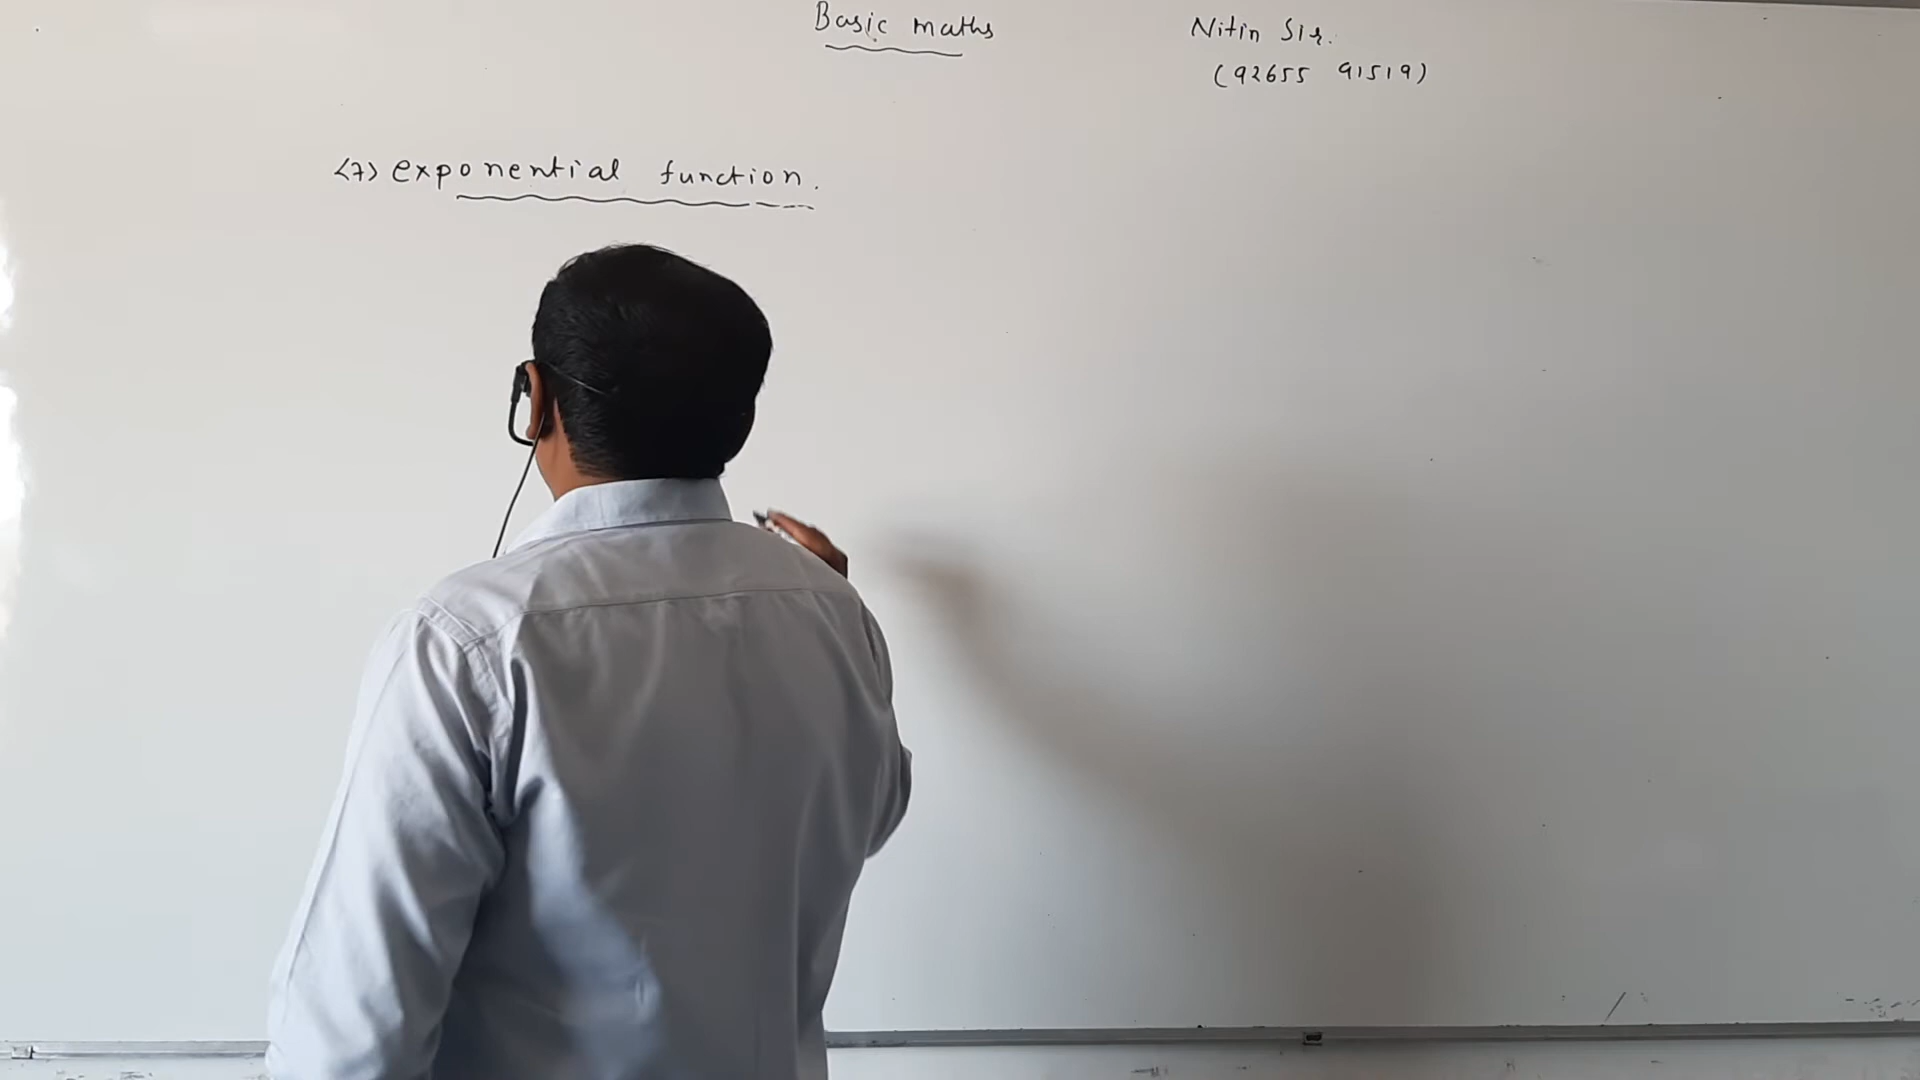 Basic maths
Nitin Sir.
(92655 91519)
<7> exponential function.